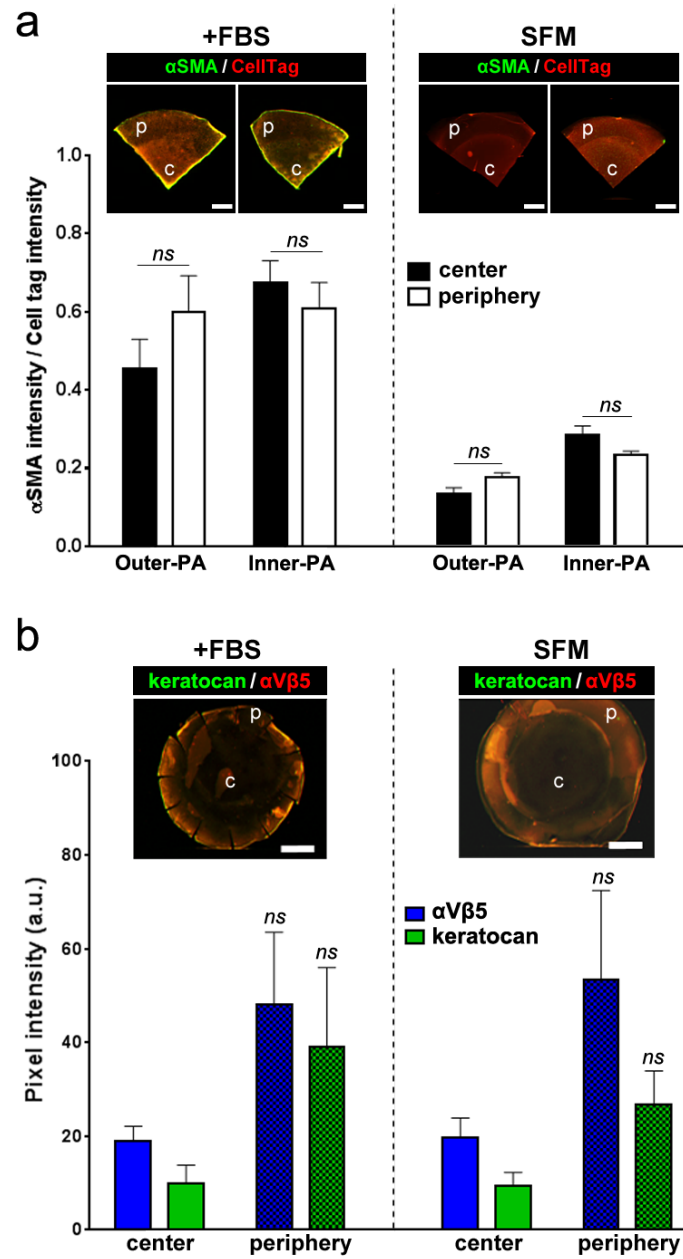 a
+FBS
SFM
αSMA / CellTag
αSMA / CellTag
p
c
p
c
p
c
p
c
αSMA intensity / Cell tag intensity
1.0
0.8
0.6
0.4
0.2
0.0
ns
ns
center
periphery
ns
ns
Outer-PA
Inner-PA
Outer-PA
Inner-PA
b
+FBS
SFM
keratocan / αVβ5
keratocan / αVβ5
p
c
p
c
Pixel intensity (a.u.)
100
80
60
40
20
0
ns
ns
αVβ5
keratocan
ns
ns
center
periphery
center
periphery